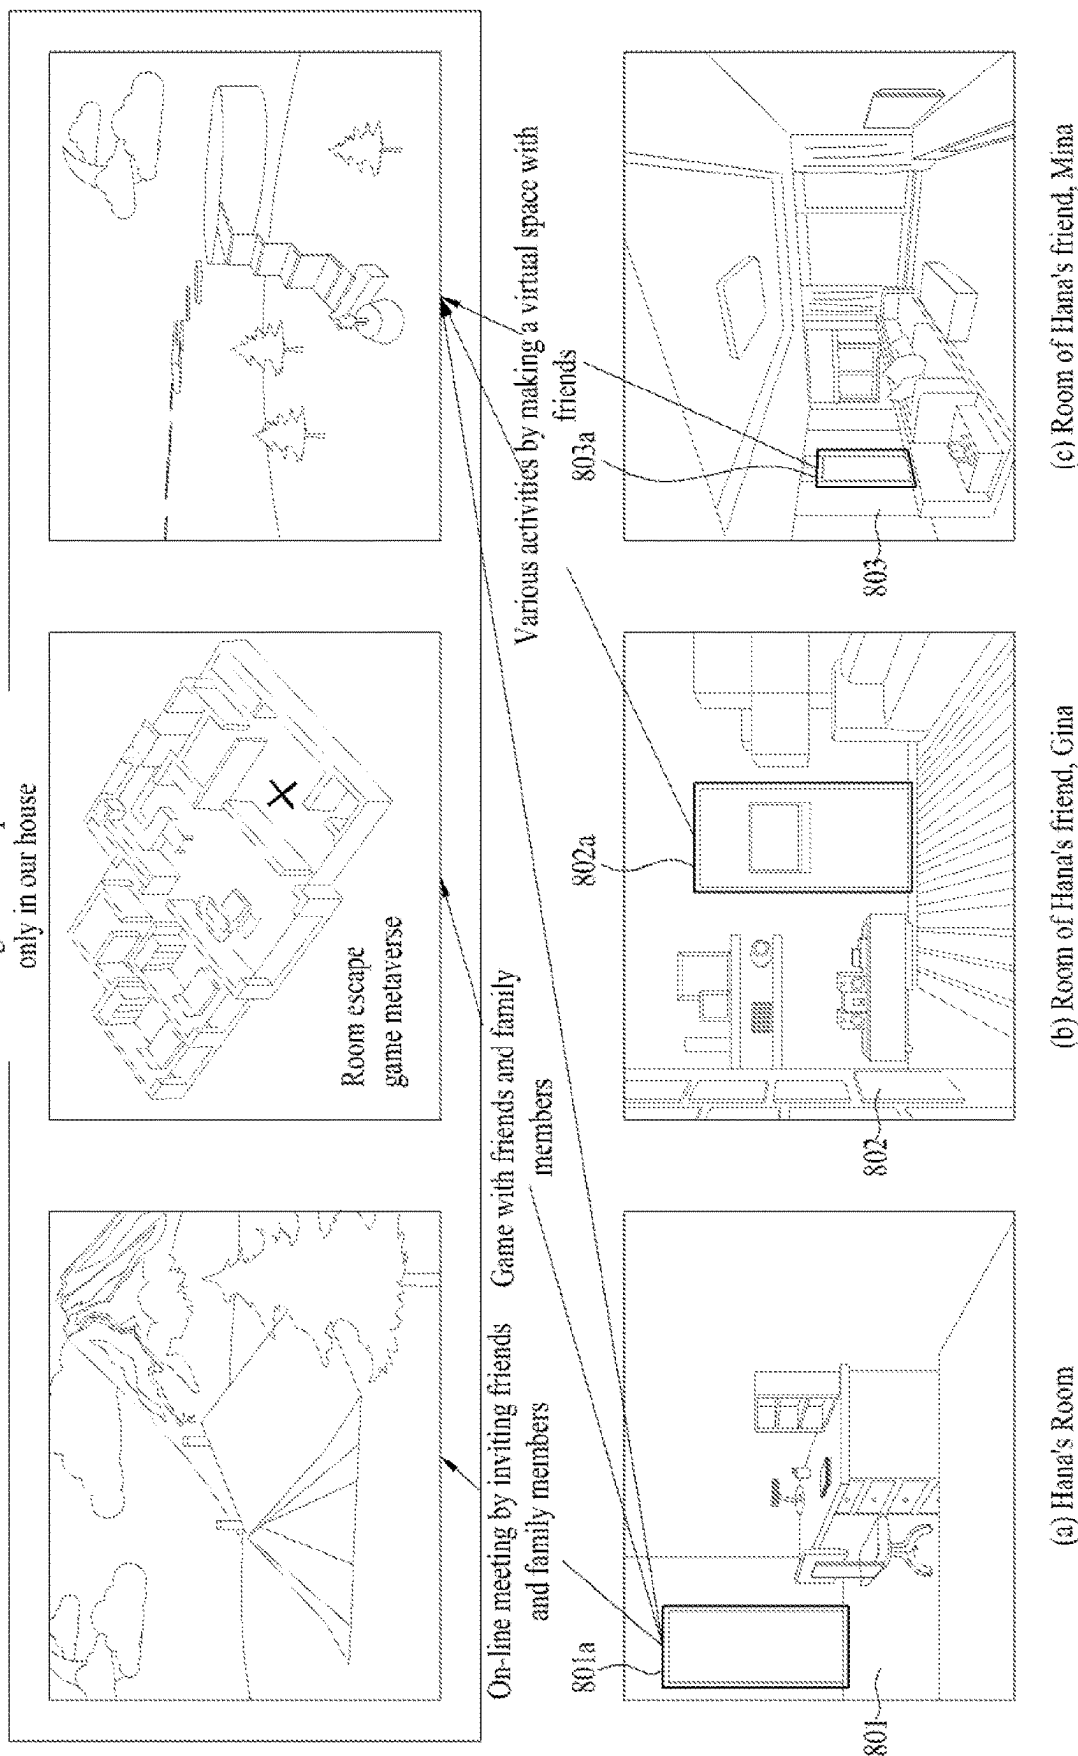 only in our house
Room escape
game metaverse
On-line meeting by inviting friends
and family members
Game with friends and family
members
Various activities by making a virtual space with
friends
801a
802a
803a
801
802
803
(a) Hana's Room
(b) Room of Hana's friend, Gina
(c) Room of Hana's friend, Mina